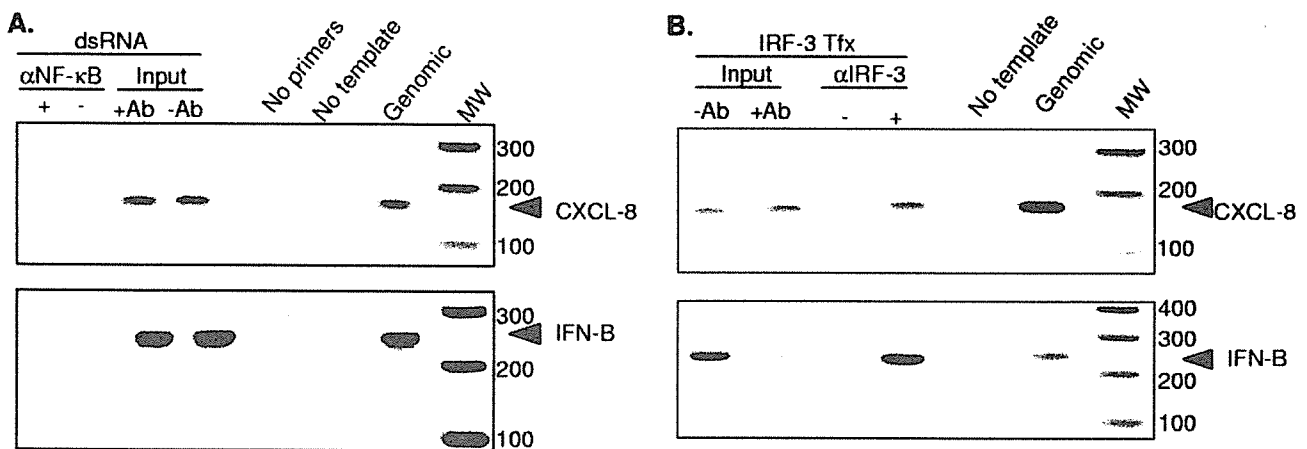 A.
dsRNA
αNF-κB Input
+ - +Ab -Ab No primers No template Genomic MW
300
200
CXCL-8
100
300
IFN-B
200
100
B.
IRF-3 Tfx
Input αIRF-3
-Ab +Ab - + No template Genomic MW
300
200
CXCL-8
100
400
300
IFN-B
200
100